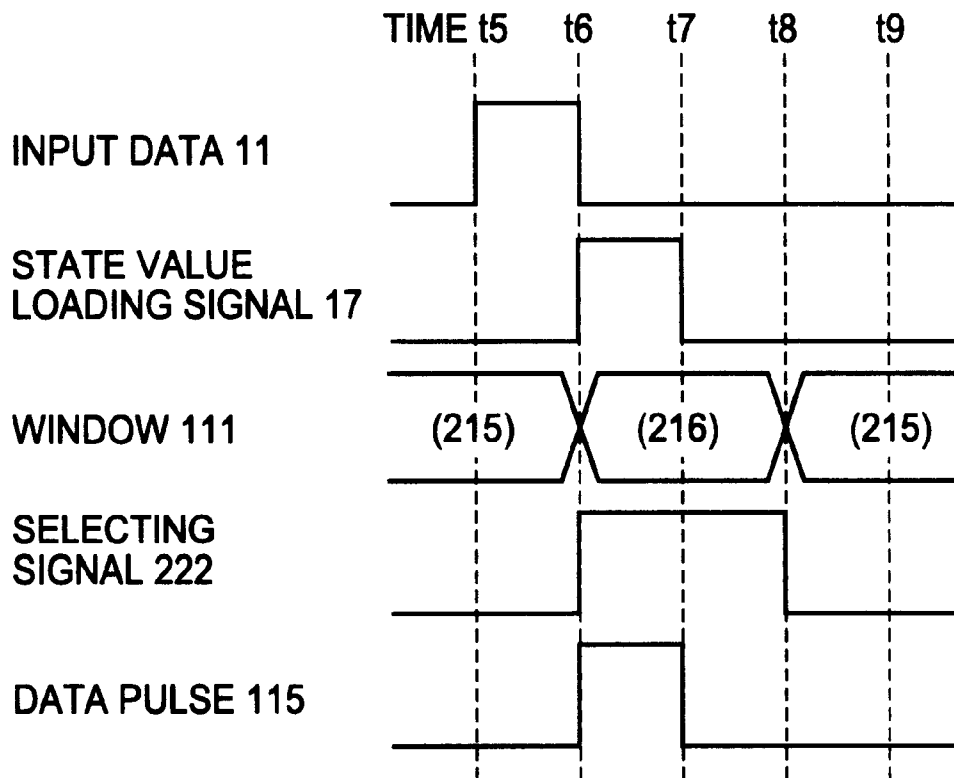 TIME t5 t6 t7 t8 t9
INPUT DATA 11
STATE VALUE
LOADING SIGNAL 17
WINDOW 111 (215) (216) (215)
SELECTING
SIGNAL 222
DATA PULSE 115